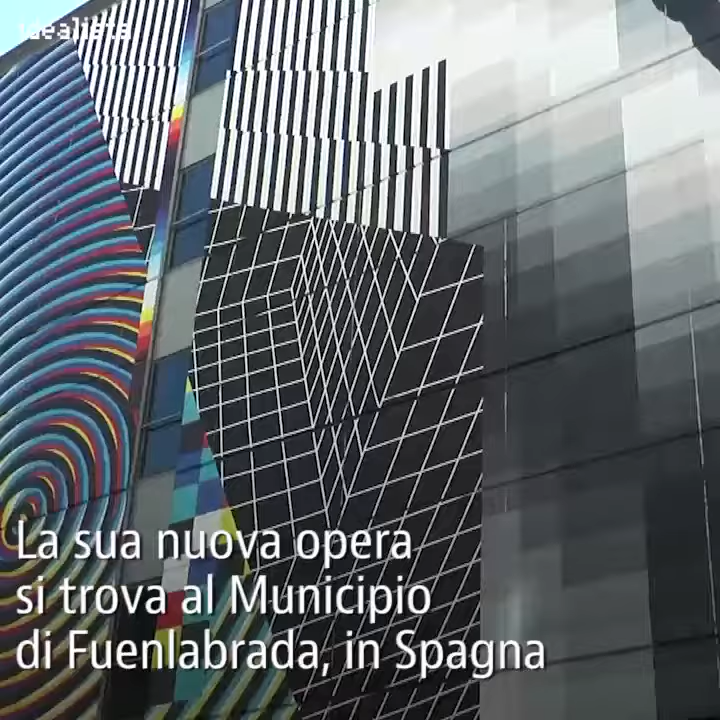 idealista
La sua nuova opera
si trova al Municipio
di Fuenlabrada, in Spagna